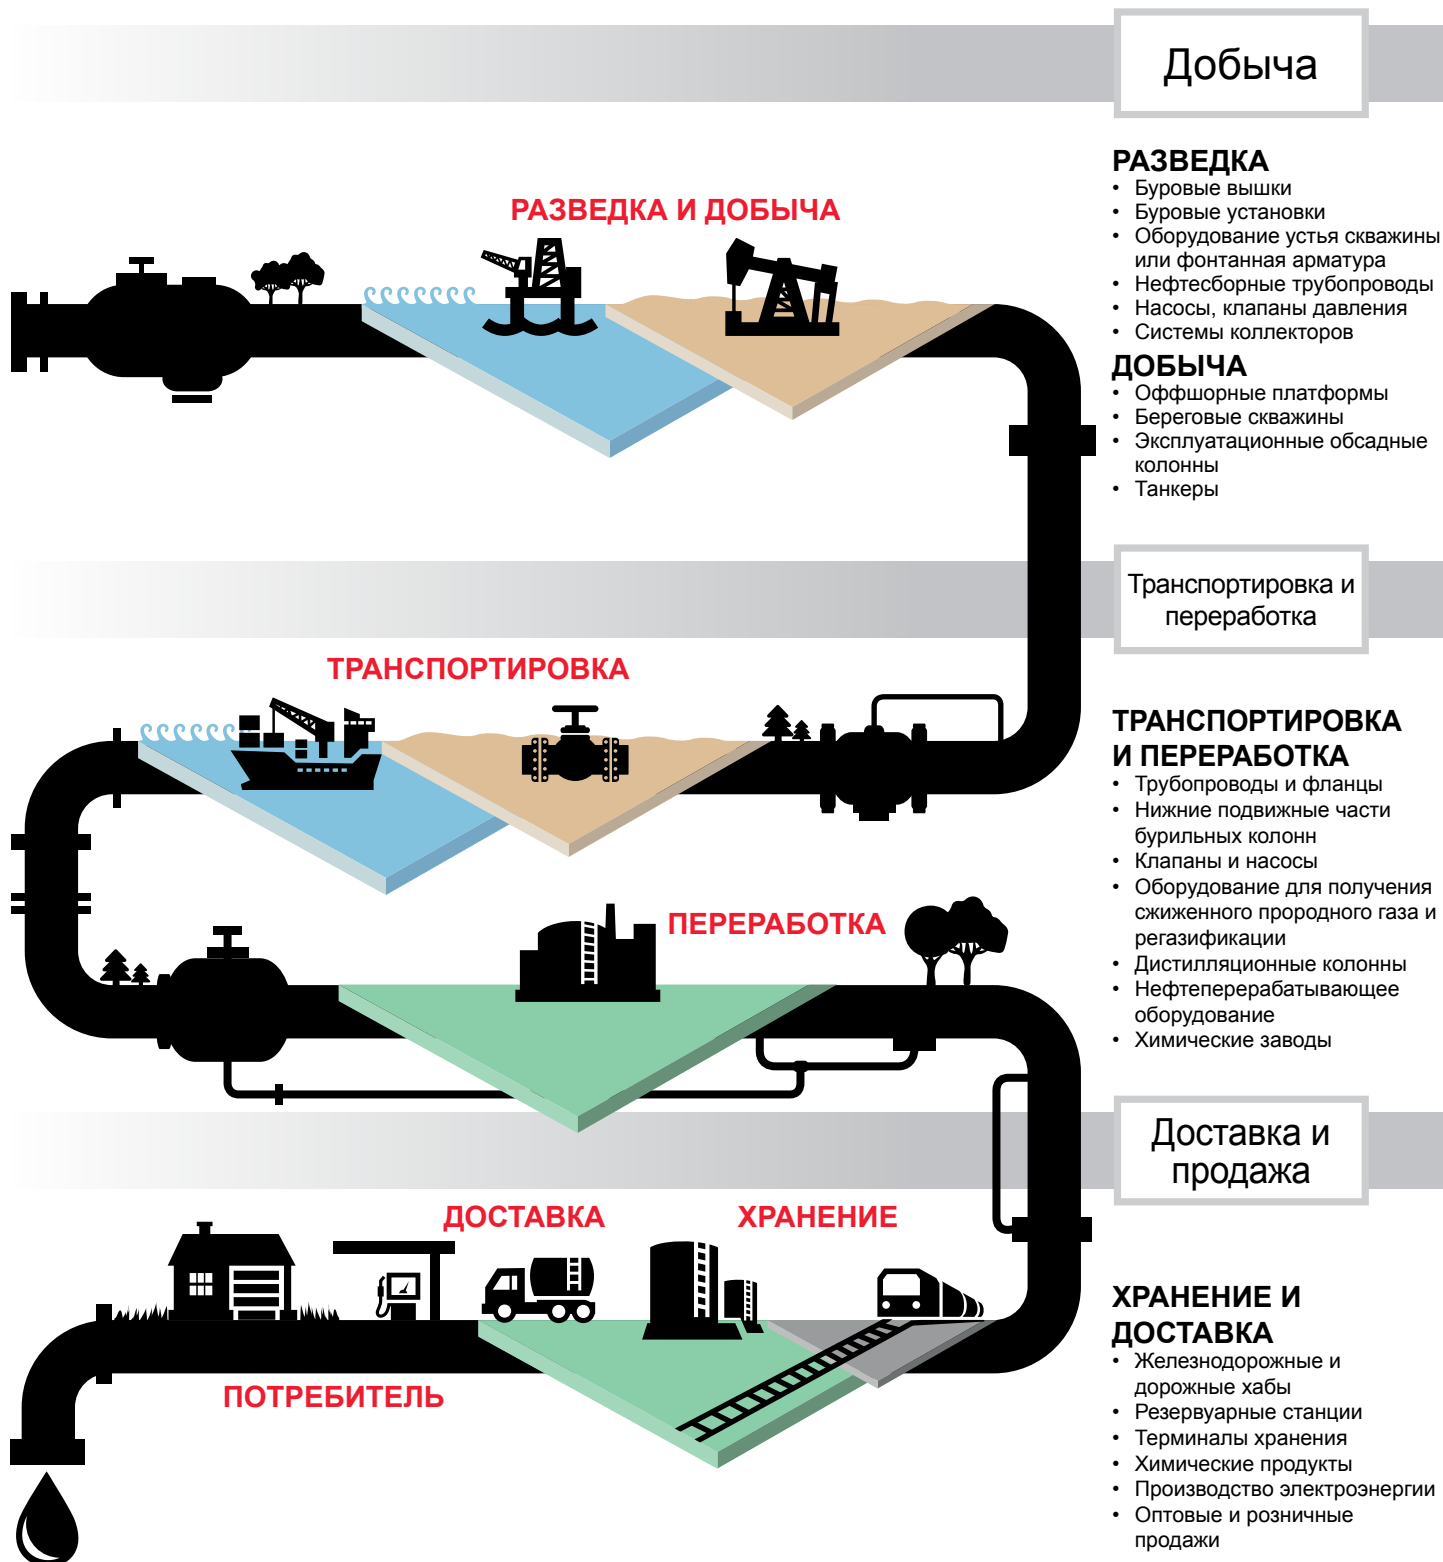 Добыча
РАЗВЕДКА
• Буровые вышки
• Буровые установки
• Оборудование устья скважины
или фонтанная арматура
• Нефтесборные трубопроводы
• Насосы, клапаны давления
• Системы коллекторов
ДОБЫЧА
• Оффшорные платформы
• Береговые скважины
• Эксплуатационные обсадные
колонны
• Танкеры
РАЗВЕДКА И ДОБЫЧА
Транспортировка и
переработка
ТРАНСПОРТИРОВКА
ТРАНСПОРТИРОВКА
И ПЕРЕРАБОТКА
• Трубопроводы и фланцы
• Нижние подвижные части
бурильных колонн
• Клапаны и насосы
• Оборудование для получения
сжиженного прородного газа и
регазификации
• Дистилляционные колонны
• Нефтеперерабатывающее
оборудование
• Химические заводы
ПЕРЕРАБОТКА
Доставка и
продажа
ДОСТАВКА
ХРАНЕНИЕ
ПОТРЕБИТЕЛЬ
ХРАНЕНИЕ И
ДОСТАВКА
• Железнодорожные и
дорожные хабы
• Резервуарные станции
• Терминалы хранения
• Химические продукты
• Производство электроэнергии
• Оптовые и розничные
продажи